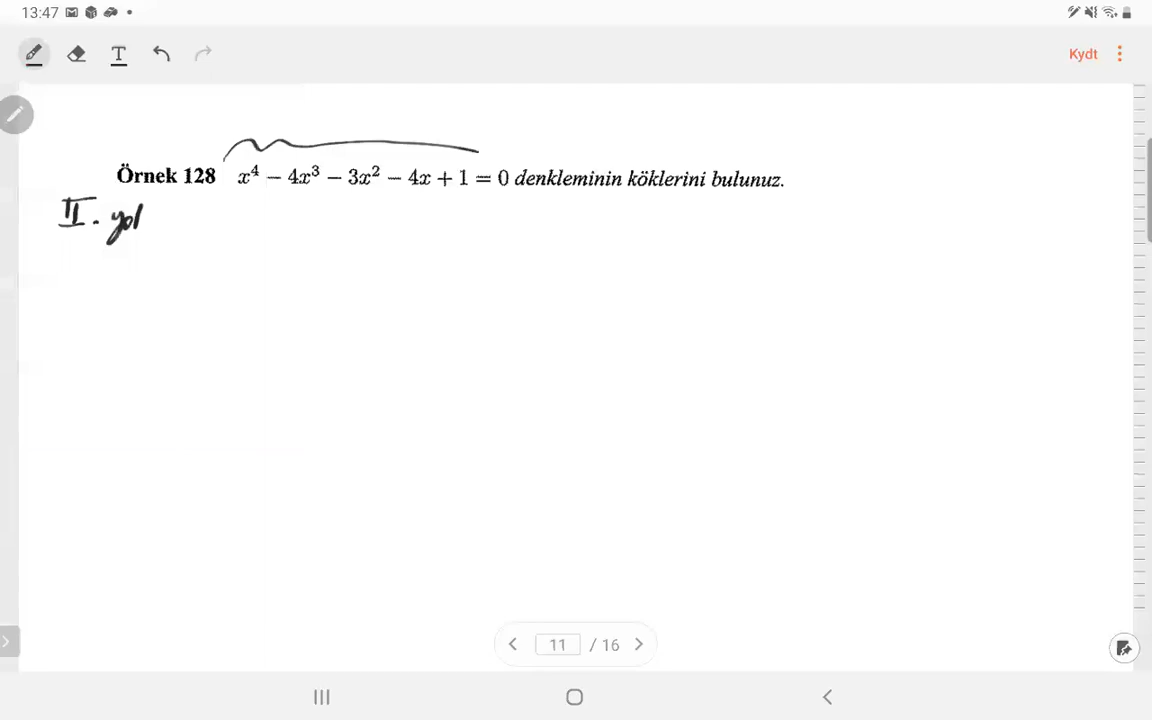 13:47
Kydt
Örnek 128 x⁴ − 4x³ − 3x² − 4x + 1 = 0 denkleminin köklerini bulunuz.
II. yol
11 / 16